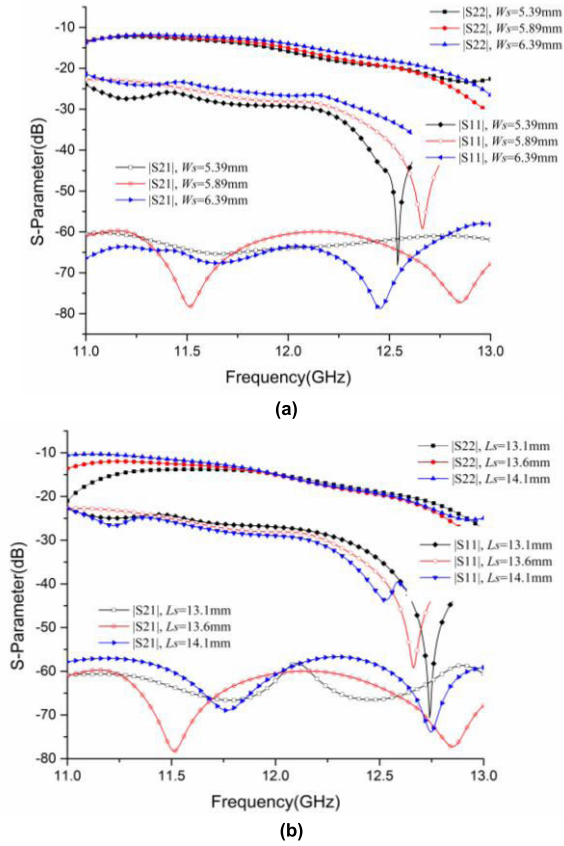 |S22|, Ws=5.39mm
|S22|, Ws=5.89mm
|S22|, Ws=6.39mm
|S11|, Ws=5.39mm
|S11|, Ws=5.89mm
|S11|, Ws=6.39mm
|S21|, Ws=5.39mm
|S21|, Ws=5.89mm
|S21|, Ws=6.39mm
S-Parameter(dB)
-10
-20
-30
-40
-50
-60
-70
-80
11.0 11.5 12.0 12.5 13.0
Frequency(GHz)
(a)
|S22|, Ls=13.1mm
|S22|, Ls=13.6mm
|S22|, Ls=14.1mm
|S11|, Ls=13.1mm
|S11|, Ls=13.6mm
|S11|, Ls=14.1mm
|S21|, Ls=13.1mm
|S21|, Ls=13.6mm
|S21|, Ls=14.1mm
S-Parameter(dB)
-10
-20
-30
-40
-50
-60
-70
-80
11.0 11.5 12.0 12.5 13.0
Frequency(GHz)
(b)